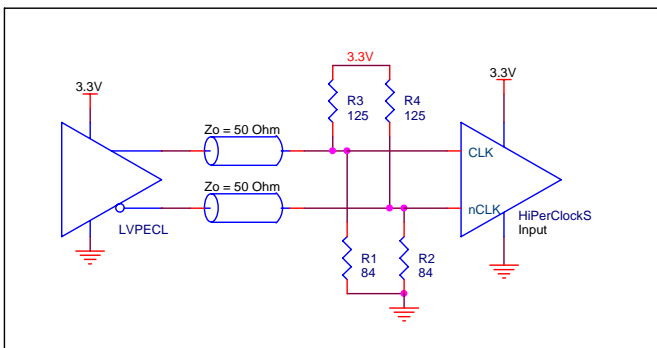 3.3V
3.3V
3.3V
R3
125
R4
125
Zo = 50 Ohm
CLK
Zo = 50 Ohm
nCLK
HiPerClockS
Input
LVPECL
R1
84
R2
84